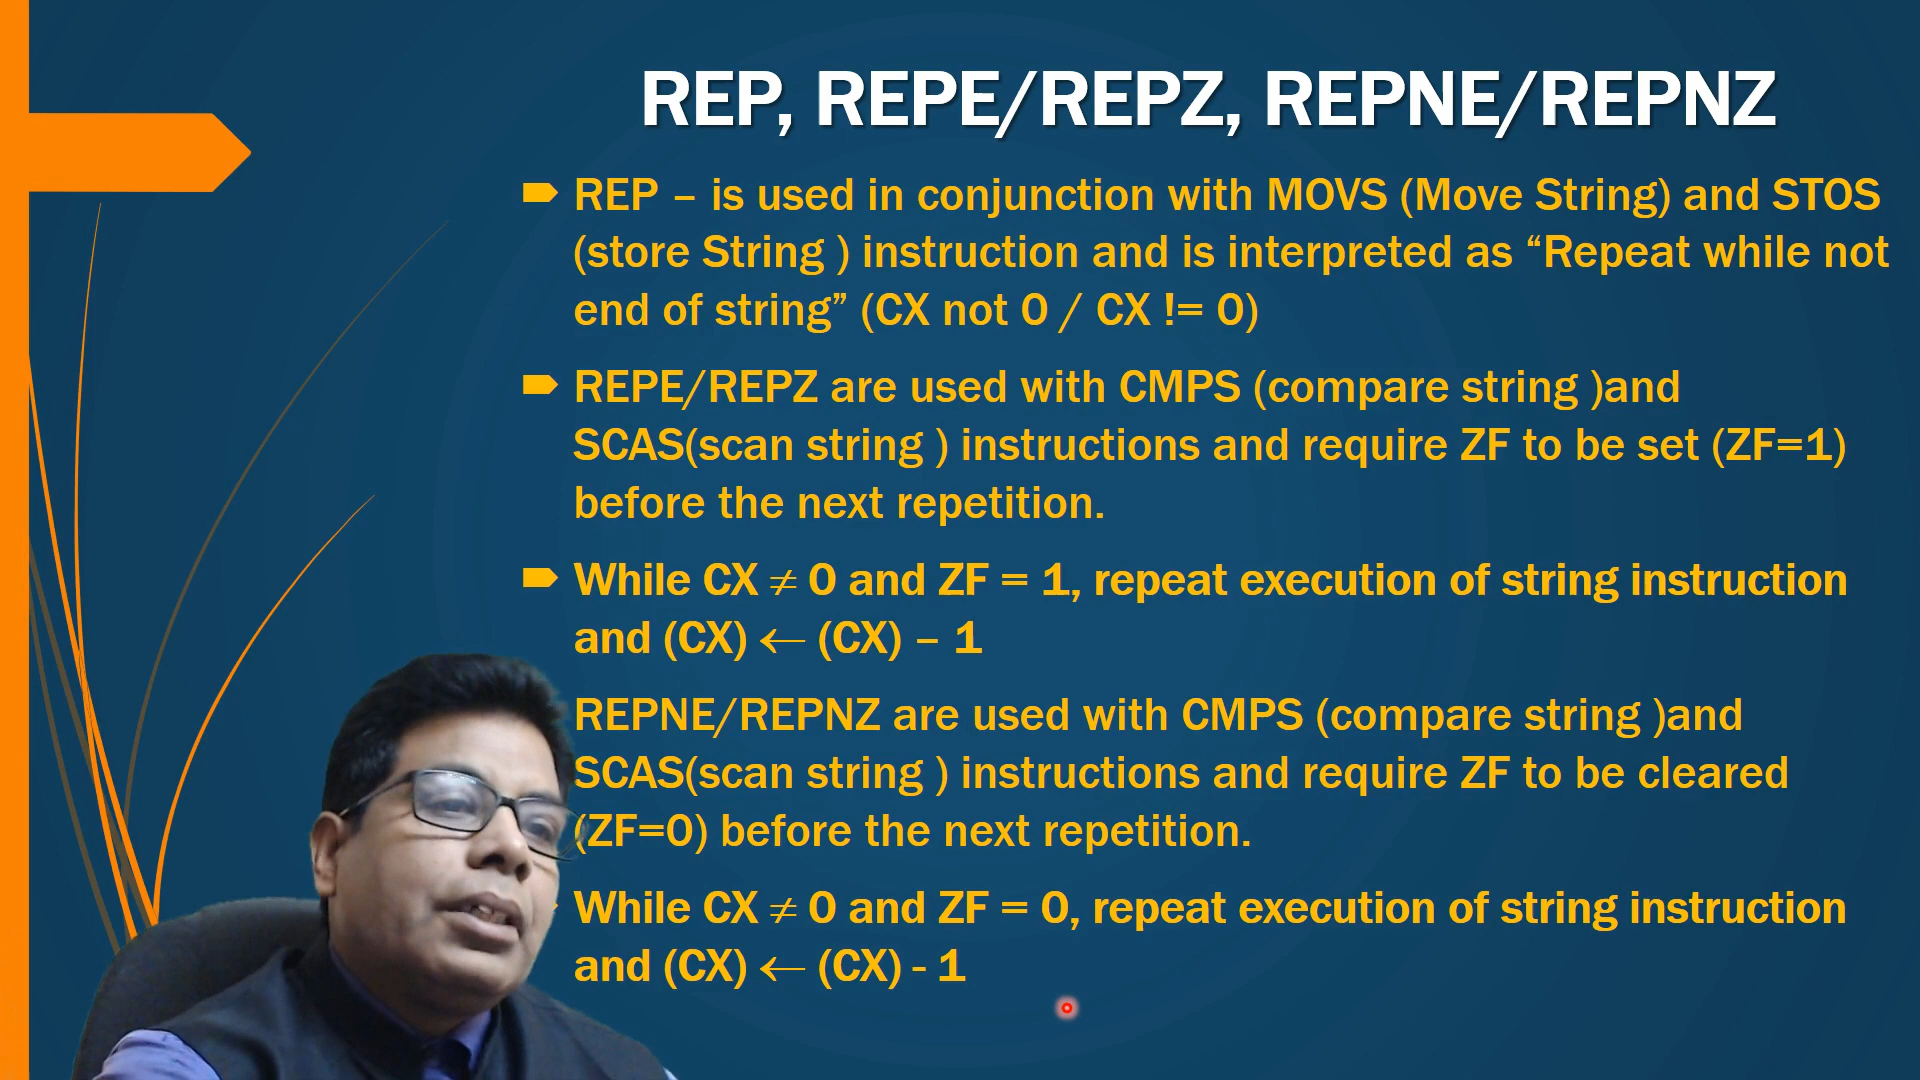 REP, REPE/REPZ, REPNE/REPNZ
REP – is used in conjunction with MOVS (Move String) and STOS
(store String ) instruction and is interpreted as “Repeat while not
end of string” (CX not 0 / CX != 0)
REPE/REPZ are used with CMPS (compare string )and
SCAS(scan string ) instructions and require ZF to be set (ZF=1)
before the next repetition.
While CX ≠ 0 and ZF = 1, repeat execution of string instruction
and (CX) ← (CX) – 1
REPNE/REPNZ are used with CMPS (compare string )and
SCAS(scan string ) instructions and require ZF to be cleared
(ZF=0) before the next repetition.
While CX ≠ 0 and ZF = 0, repeat execution of string instruction
and (CX) ← (CX) - 1